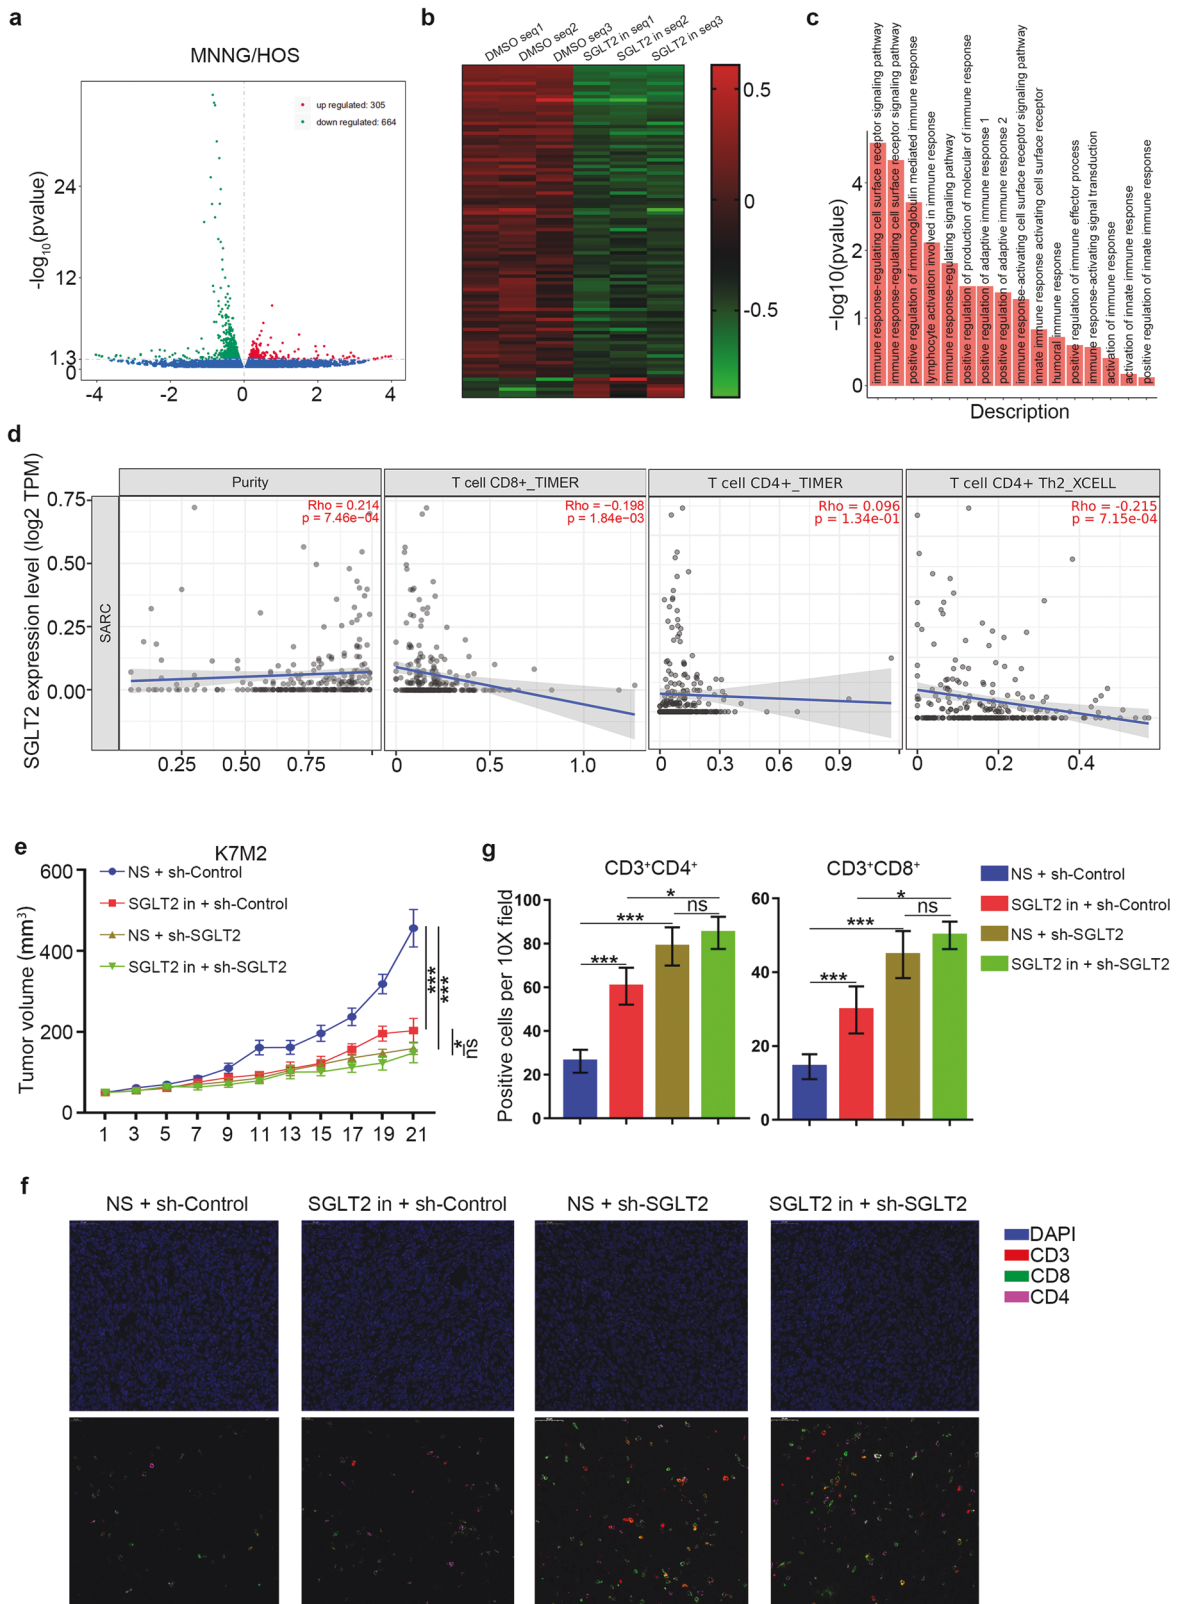 a
MNNG/HOS
up regulated: 305
down regulated: 664
-log10(pvalue)
24
12
1.3
0
-4
-2
0
2
4
b
DMSO seq1
DMSO seq2
DMSO seq3
SGLT2 in seq1
SGLT2 in seq2
SGLT2 in seq3
0.5
0
-0.5
c
−log10(pvalue)
4
2
1
0
immune response-regulating cell surface receptor signaling pathway
immune response-regulating cell surface receptor signaling pathway
positive regulation of immunoglobulin mediated immune response
lymphocyte activation involved in immune response
immune response-regulating signaling pathway
positive regulation of production of molecular of immune response
positive regulation of adaptive immune response 1
positive regulation of adaptive immune response 2
immune response-activating cell surface receptor signaling pathway
innate immune response activating cell surface receptor
humoral immune response
positive regulation of immune effector process
immune response-activating signal transduction
activation of immune response
activation of innate immune response
positive regulation of innate immune response
Description
d
SGLT2 expression level (log2 TPM)
SARC
0.75
0.50
0.25
0.00
Purity
Rho = 0.214
p = 7.46e−04
0.25
0.50
0.75
T cell CD8+_TIMER
Rho = −0.198
p = 1.84e−03
0
0.5
1.0
T cell CD4+_TIMER
Rho = 0.096
p = 1.34e−01
0
0.3
0.6
0.9
T cell CD4+ Th2_XCELL
Rho = -0.215
p = 7.15e-04
0
0.2
0.4
e
K7M2
Tumor volume (mm³)
600
400
200
0
NS + sh-Control
SGLT2 in + sh-Control
NS + sh-SGLT2
SGLT2 in + sh-SGLT2
***
***
*
ns
1 3 5 7 9 11 13 15 17 19 21
g
CD3⁺CD4⁺
Positive cells per 10X field
100
80
60
40
20
0
*
ns
***
***
CD3⁺CD8⁺
60
40
20
0
*
ns
***
***
NS + sh-Control
SGLT2 in + sh-Control
NS + sh-SGLT2
SGLT2 in + sh-SGLT2
f
NS + sh-Control
SGLT2 in + sh-Control
NS + sh-SGLT2
SGLT2 in + sh-SGLT2
DAPI
CD3
CD8
CD4